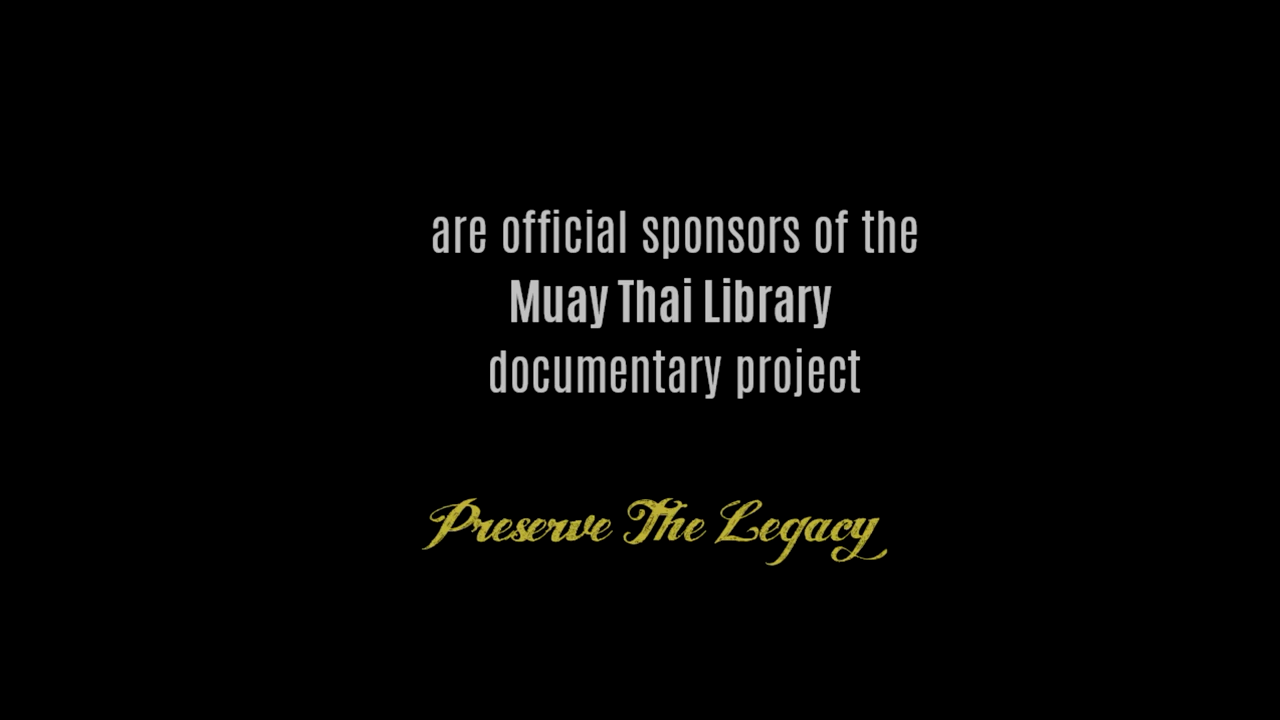 are official sponsors of the
Muay Thai Library
documentary project
Preserve The Legacy